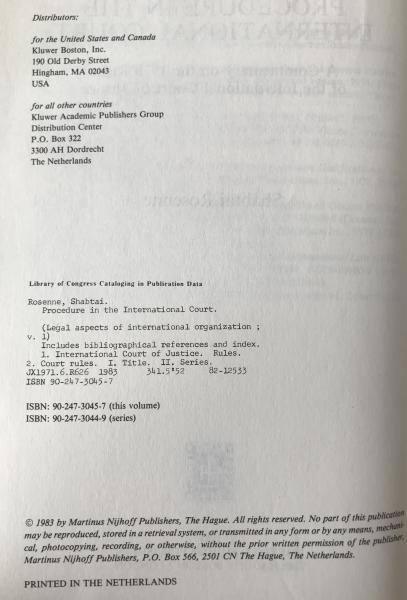 Distributors:
for the United States and Canada
Kluwer Boston, Inc.
190 Old Derby Street
Hingham, MA 02043
USA
for all other countries
Kluwer Academic Publishers Group
Distribution Center
P.O. Box 322
3300 AH Dordrecht
The Netherlands
Library of Congress Cataloging in Publication Data
Rosenne, Shabtai.
Procedure in the International Court.
(Legal aspects of international organization ;
v. 1)
Includes bibliographical references and index.
1. International Court of Justice. Rules.
2. Court rules. I. Title. II. Series.
JX1971.6.R626 1983 341.5'52 82-12533
ISBN 90-247-3045-7
ISBN: 90-247-3045-7 (this volume)
ISBN: 90-247-3044-9 (series)
© 1983 by Martinus Nijhoff Publishers, The Hague. All rights reserved. No part of this publication
may be reproduced, stored in a retrieval system, or transmitted in any form or by any means, mechani-
cal, photocopying, recording, or otherwise, without the prior written permission of the publisher,
Martinus Nijhoff Publishers, P.O. Box 566, 2501 CN The Hague, The Netherlands.
PRINTED IN THE NETHERLANDS